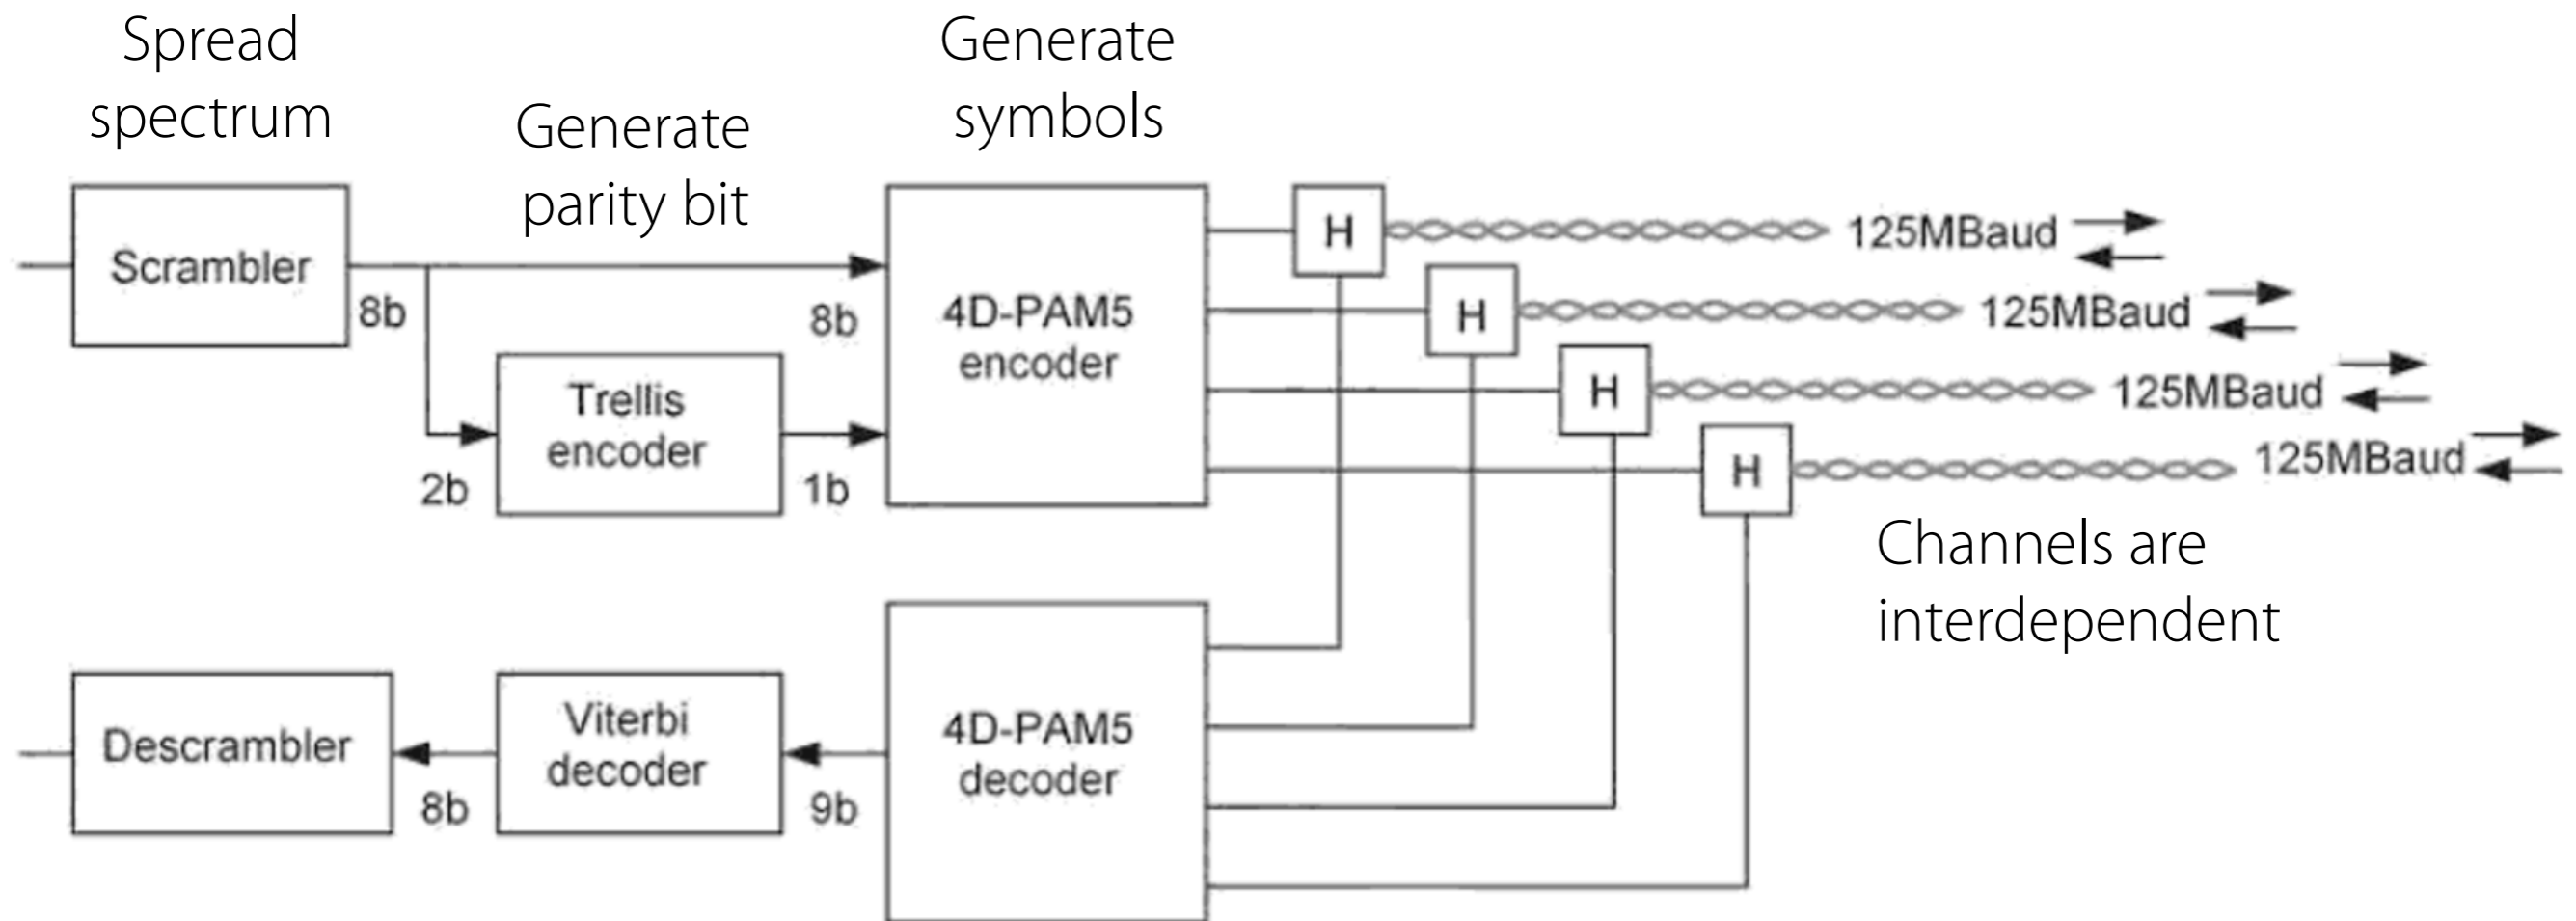 Spread
spectrum
Generate
parity bit
Generate
symbols
Scrambler
8b
2b
Trellis
encoder
1b
8b
4D-PAM5
encoder
H
125MBaud
H
125MBaud
H
125MBaud
H
125MBaud
Channels are
interdependent
Descrambler
8b
Viterbi
decoder
9b
4D-PAM5
decoder